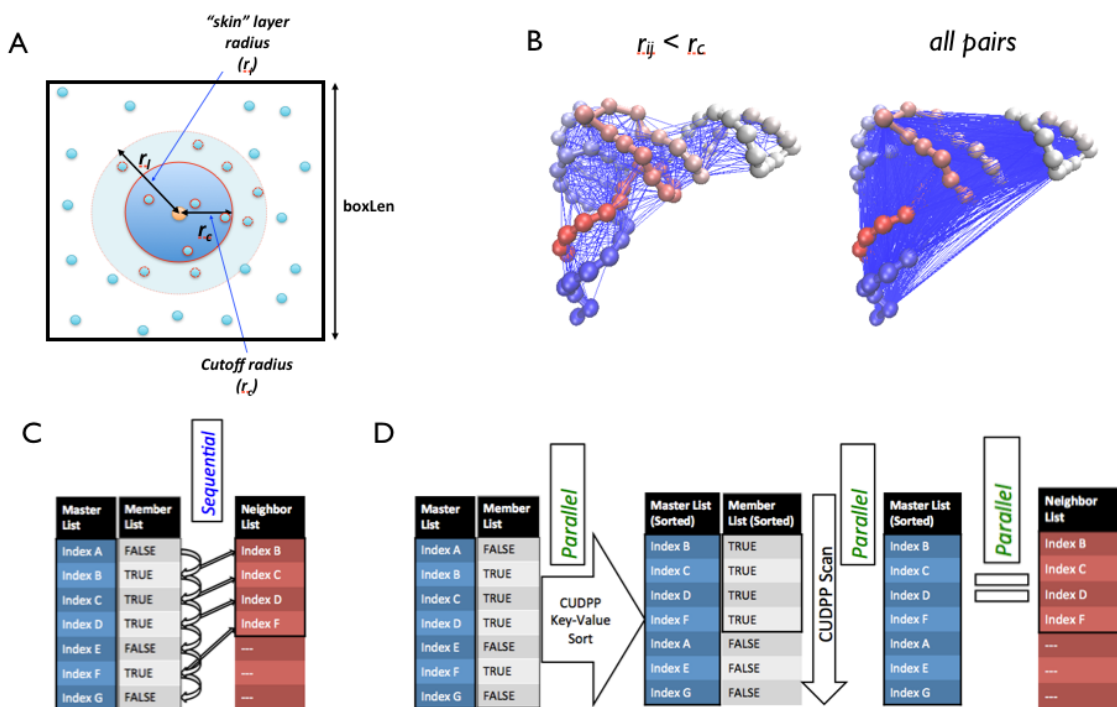 A
“skin” layer
radius
(rl)
rl
rc
boxLen
Cutoff radius
(rc)
B
rij < rc
all pairs
C
Sequential
Master List
Member List
Neighbor List
Index A FALSE Index B
Index B TRUE Index C
Index C TRUE Index D
Index D TRUE Index F
Index E FALSE ---
Index F TRUE ---
Index G FALSE ---
D
Master List
Member List
Index A FALSE
Index B TRUE
Index C TRUE
Index D TRUE
Index E FALSE
Index F TRUE
Index G FALSE
Parallel
CUDPP
Key-Value
Sort
Master List (Sorted)
Member List (Sorted)
Index B TRUE
Index C TRUE
Index D TRUE
Index F TRUE
Index A FALSE
Index E FALSE
Index G FALSE
CUDPP Scan
Parallel
Master List (Sorted)
Index B
Index C
Index D
Index F
Index A
Index E
Index G
Parallel
Neighbor List
Index B
Index C
Index D
Index F
---
---
---